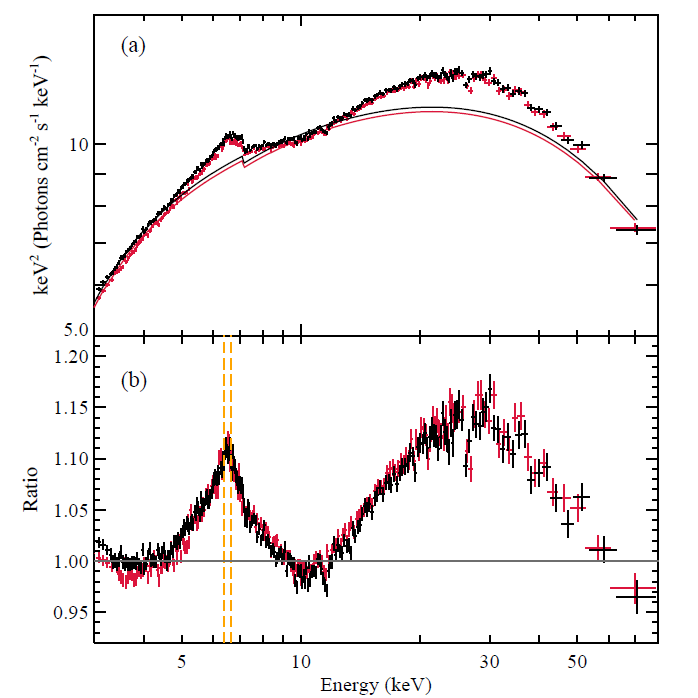 (a)
keV² (Photons cm⁻² s⁻¹ keV⁻¹)
10
5.0
(b)
Ratio
1.20
1.15
1.10
1.05
1.00
0.95
5 10 30 50
Energy (keV)